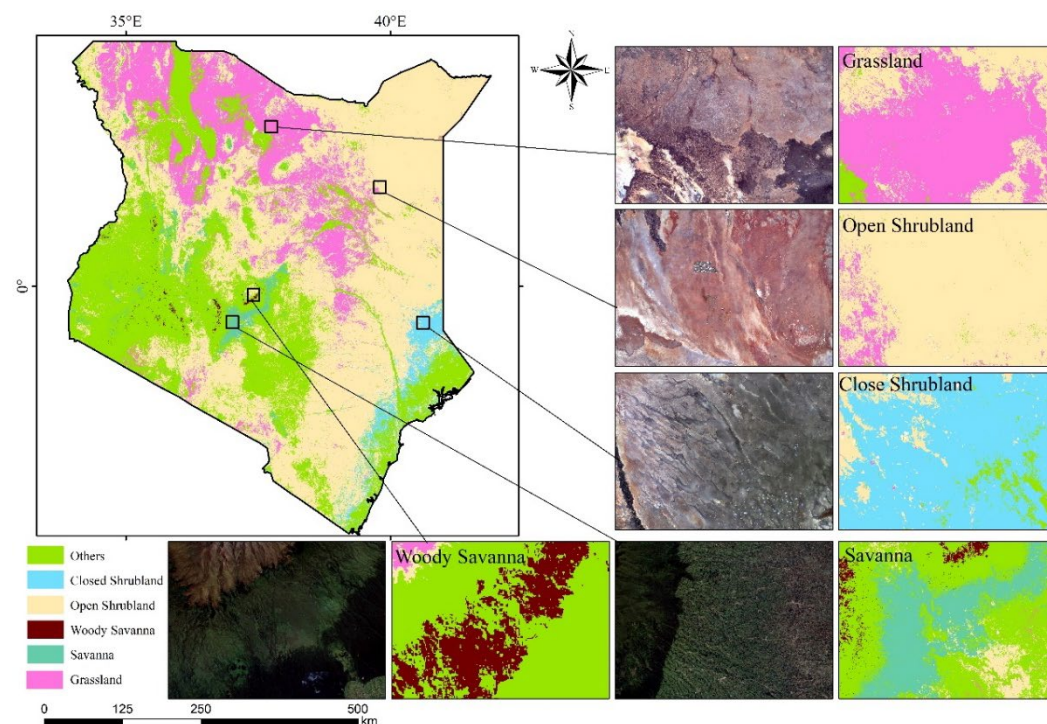 35°E
40°E
0°
N
W
E
S
Grassland
Open Shrubland
Close Shrubland
Woody Savanna
Savanna
Others
Closed Shrubland
Open Shrubland
Woody Savanna
Savanna
Grassland
0 125 250 500
km